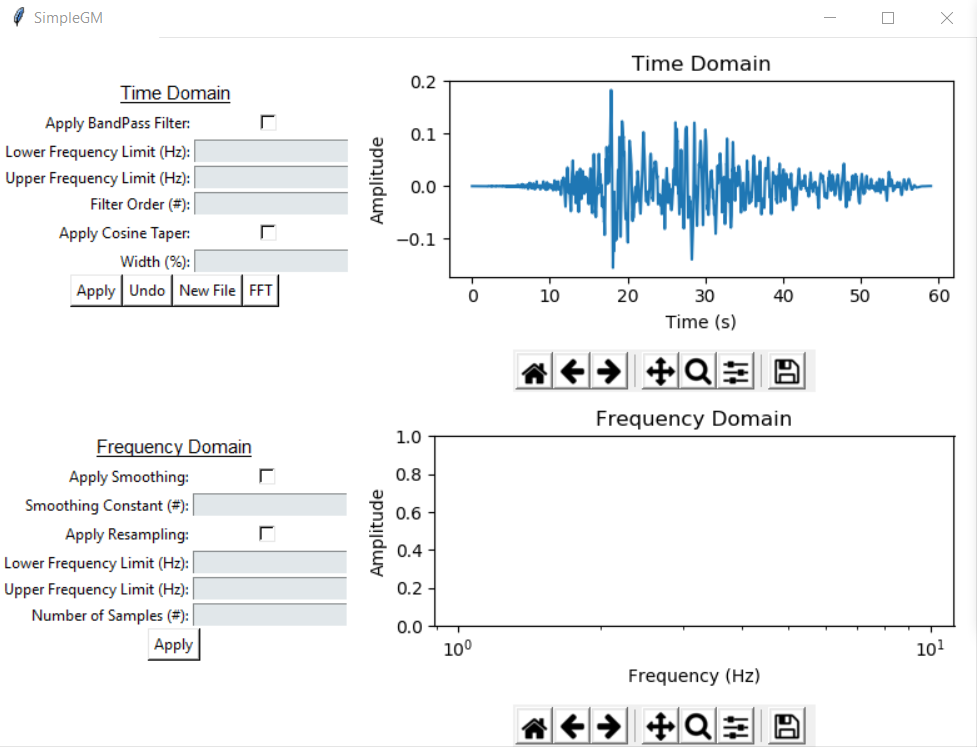 SimpleGM
Time Domain
Apply BandPass Filter:
Lower Frequency Limit (Hz):
Upper Frequency Limit (Hz):
Filter Order (#):
Apply Cosine Taper:
Width (%):
Apply Undo New File FFT
Time Domain
Amplitude
0.2
0.1
0.0
−0.1
0 10 20 30 40 50 60
Time (s)
Frequency Domain
Apply Smoothing:
Smoothing Constant (#):
Apply Resampling:
Lower Frequency Limit (Hz):
Upper Frequency Limit (Hz):
Number of Samples (#):
Apply
Frequency Domain
Amplitude
1.0
0.8
0.6
0.4
0.2
0.0
10⁰ 10¹
Frequency (Hz)